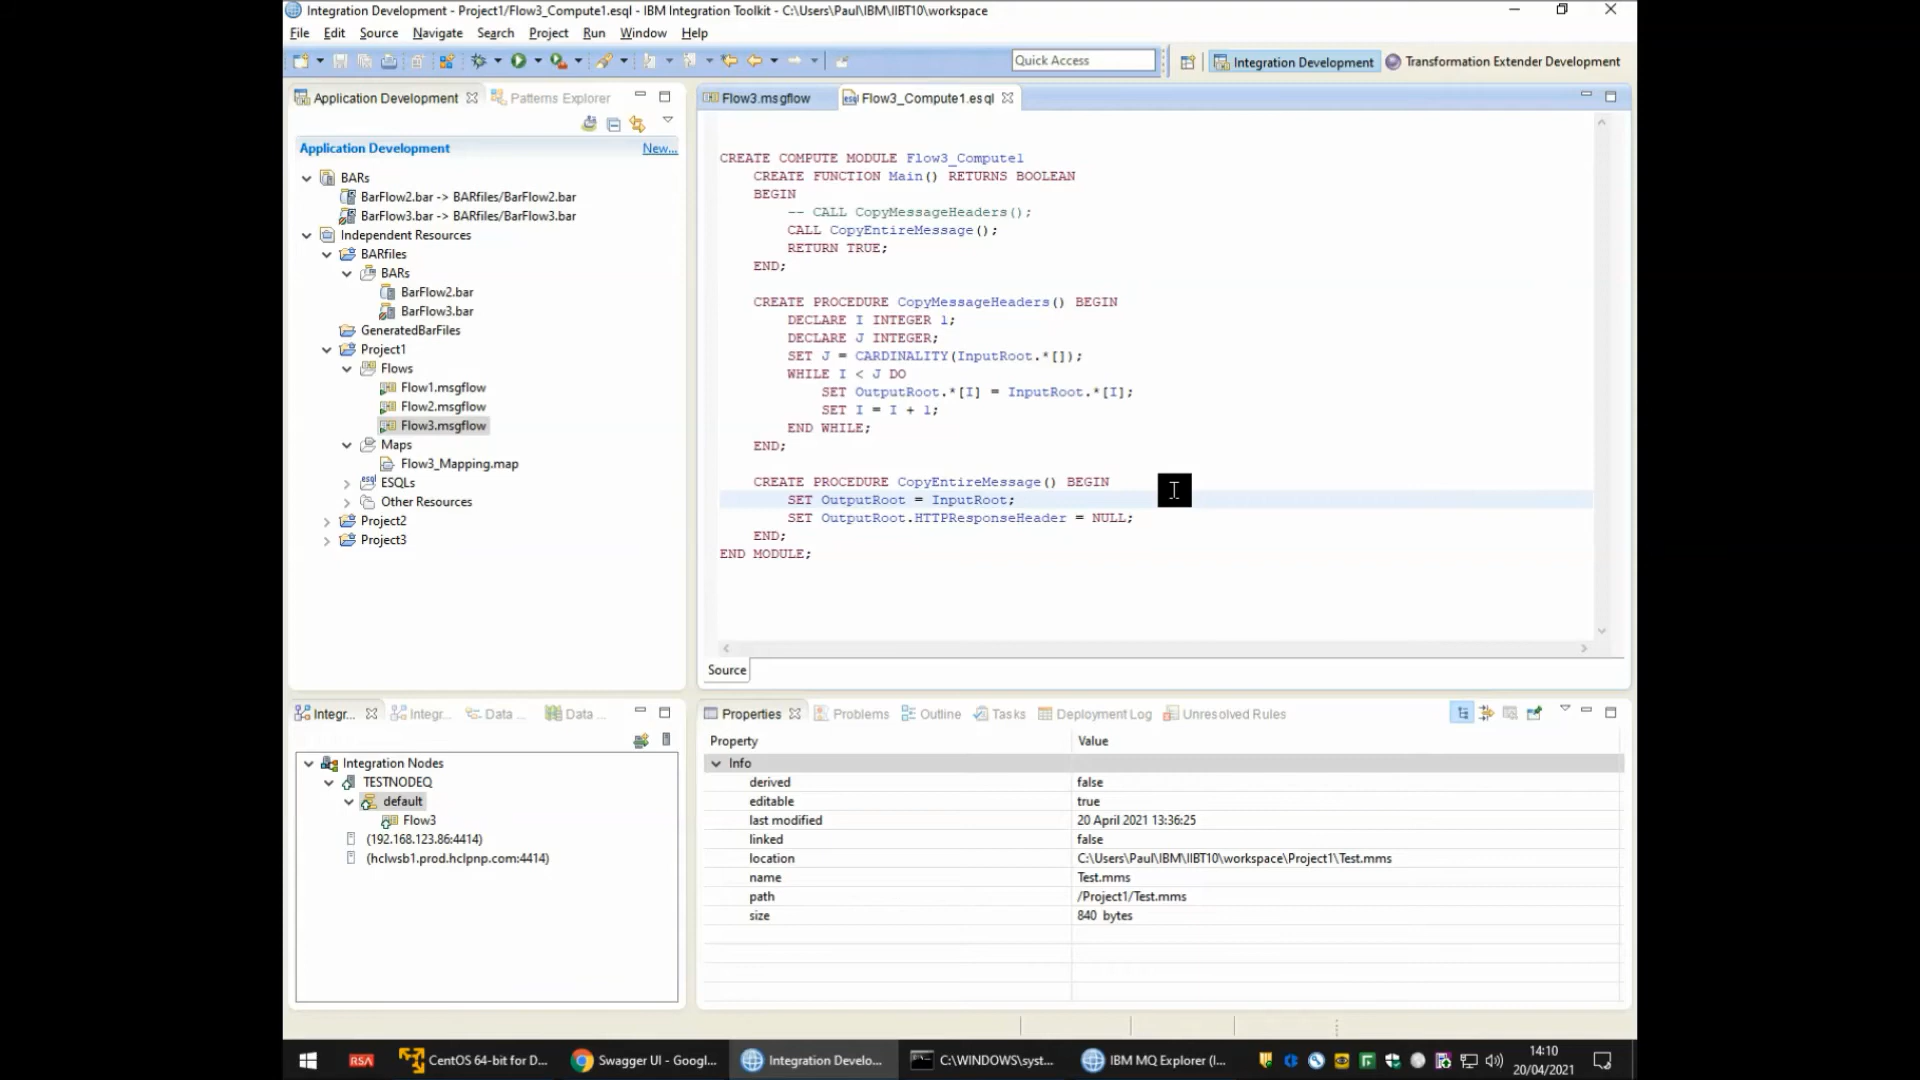 Integration Development - Project1/Flow3_Compute1.esql - IBM Integration Toolkit - C:\Users\Paul\IBM\IIBT10\workspace
File Edit Source Navigate Search Project Run Window Help
Quick Access
Integration Development
Transformation Extender Development
Application Development
Patterns Explorer
Application Development
New...
BARs
BarFlow2.bar -> BARfiles/BarFlow2.bar
BarFlow3.bar -> BARfiles/BarFlow3.bar
Independent Resources
BARfiles
BARs
BarFlow2.bar
BarFlow3.bar
GeneratedBarFiles
Project1
Flows
Flow1.msgflow
Flow2.msgflow
Flow3.msgflow
Maps
Flow3_Mapping.map
ESQLs
Other Resources
Project2
Project3
Flow3.msgflow
Flow3_Compute1.esql
CREATE COMPUTE MODULE Flow3_Compute1
CREATE FUNCTION Main() RETURNS BOOLEAN
BEGIN
-- CALL CopyMessageHeaders();
CALL CopyEntireMessage();
RETURN TRUE;
END;
CREATE PROCEDURE CopyMessageHeaders() BEGIN
DECLARE I INTEGER 1;
DECLARE J INTEGER;
SET J = CARDINALITY(InputRoot.*[]);
WHILE I < J DO
SET OutputRoot.*[I] = InputRoot.*[I];
SET I = I + 1;
END WHILE;
END;
CREATE PROCEDURE CopyEntireMessage() BEGIN
SET OutputRoot = InputRoot;
SET OutputRoot.HTTPResponseHeader = NULL;
END;
END MODULE;
Source
Integr...
Integr...
Data ...
Data ...
Integration Nodes
TESTNODEQ
default
Flow3
(192.168.123.86:4414)
(hclwsb1.prod.hclpnp.com:4414)
Properties
Problems
Outline
Tasks
Deployment Log
Unresolved Rules
Property Value
Info
derived false
editable true
last modified 20 April 2021 13:36:25
linked false
location C:\Users\Paul\IBM\IIBT10\workspace\Project1\Test.mms
name Test.mms
path /Project1/Test.mms
size 840 bytes
RSA
CentOS 64-bit for D...
Swagger UI - Googl...
Integration Develo...
C:\WINDOWS\syst...
IBM MQ Explorer (I...
14:10
20/04/2021